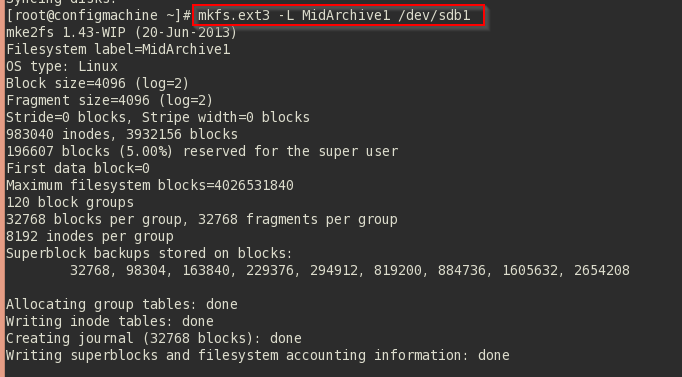 Syncing disks.
[root@configmachine ~]# mkfs.ext3 -L MidArchive1 /dev/sdb1
mke2fs 1.43-WIP (20-Jun-2013)
Filesystem label=MidArchive1
OS type: Linux
Block size=4096 (log=2)
Fragment size=4096 (log=2)
Stride=0 blocks, Stripe width=0 blocks
983040 inodes, 3932156 blocks
196607 blocks (5.00%) reserved for the super user
First data block=0
Maximum filesystem blocks=4026531840
120 block groups
32768 blocks per group, 32768 fragments per group
8192 inodes per group
Superblock backups stored on blocks:
32768, 98304, 163840, 229376, 294912, 819200, 884736, 1605632, 2654208
Allocating group tables: done
Writing inode tables: done
Creating journal (32768 blocks): done
Writing superblocks and filesystem accounting information: done